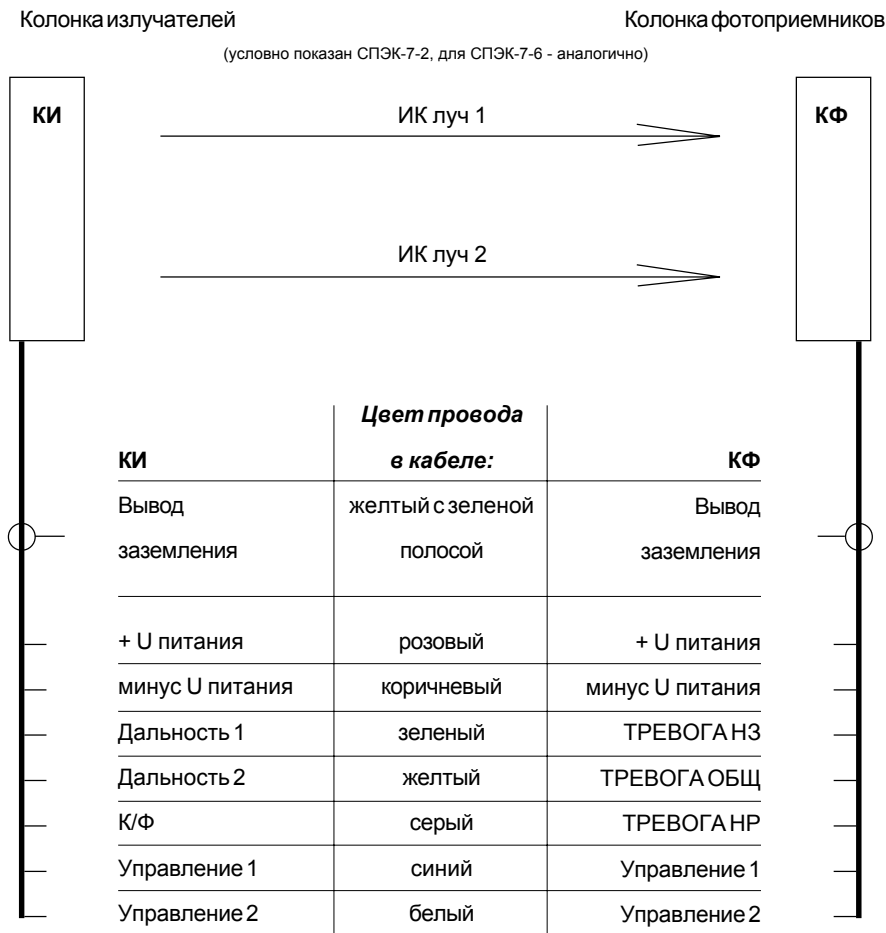 Колонка излучателей Колонка фотоприемников
(условно показан СПЭК-7-2, для СПЭК-7-6 - аналогично)
КИ ИК луч 1 КФ
ИК луч 2
Цвет провода
КИ в кабеле: КФ
Вывод желтый с зеленой Вывод
заземления полосой заземления
+ U питания розовый + U питания
минус U питания коричневый минус U питания
Дальность 1 зеленый ТРЕВОГА НЗ
Дальность 2 желтый ТРЕВОГА ОБЩ
К/Ф серый ТРЕВОГА НР
Управление 1 синий Управление 1
Управление 2 белый Управление 2